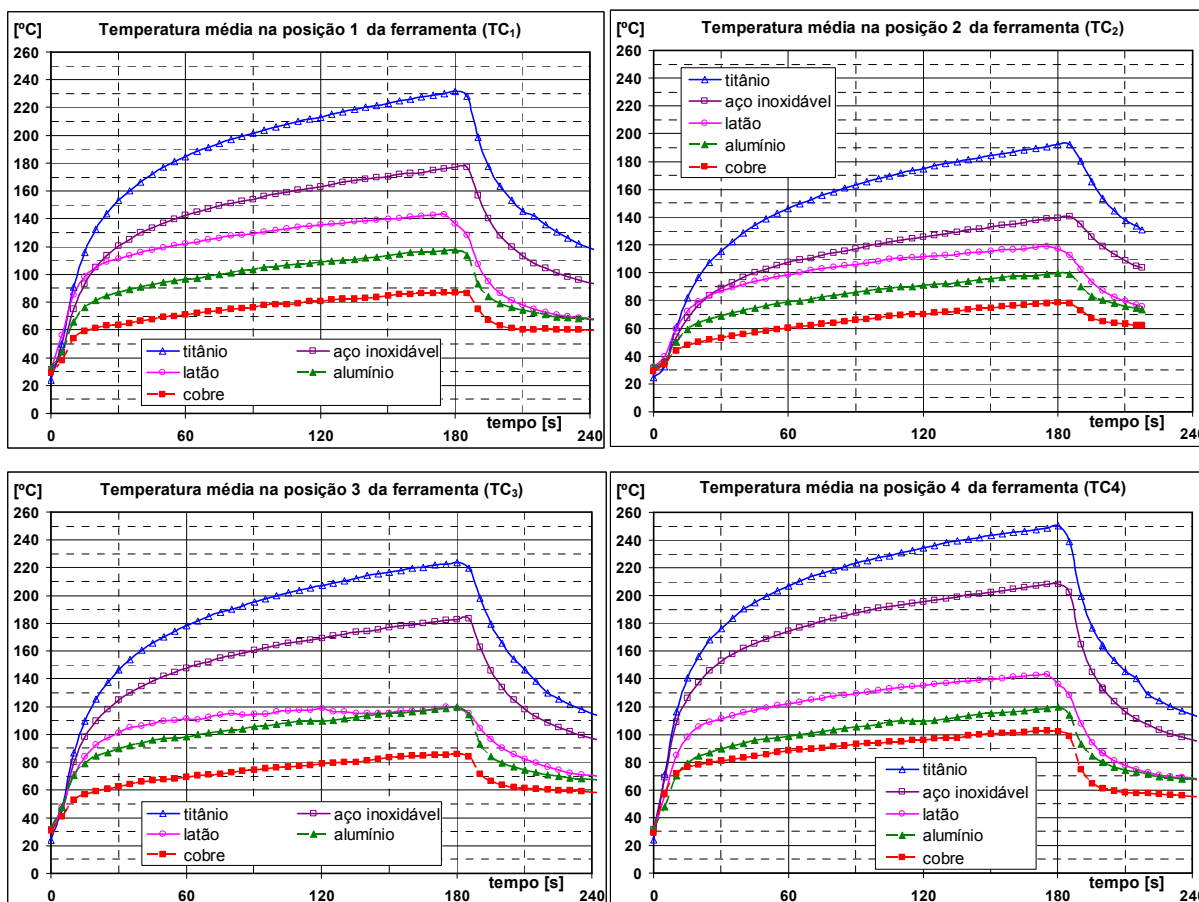 [ºC]
Temperatura média na posição 1 da ferramenta (TC₁)
260
240
220
200
180
160
140
120
100
80
60
40
20
0
titânio
aço inoxidável
latão
alumínio
cobre
tempo [s]
0
60
120
180
240
[ºC]
Temperatura média na posição 2 da ferramenta (TC₂)
260
240
220
200
180
160
140
120
100
80
60
40
20
0
titânio
aço inoxidável
latão
alumínio
cobre
tempo [s]
0
60
120
180
240
[ºC]
Temperatura média na posição 3 da ferramenta (TC₃)
260
240
220
200
180
160
140
120
100
80
60
40
20
0
titânio
aço inoxidável
latão
alumínio
cobre
tempo [s]
0
60
120
180
240
[ºC]
Temperatura média na posição 4 da ferramenta (TC4)
260
240
220
200
180
160
140
120
100
80
60
40
20
0
titânio
aço inoxidável
latão
alumínio
cobre
tempo [s]
0
60
120
180
240